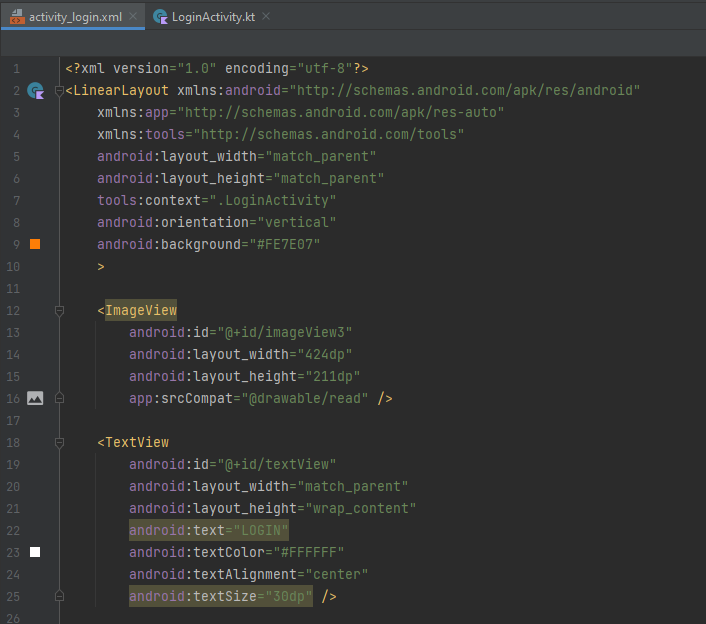 activity_login.xml × LoginActivity.kt ×
1 <?xml version="1.0" encoding="utf-8"?>
2 <LinearLayout xmlns:android="http://schemas.android.com/apk/res/android"
3 xmlns:app="http://schemas.android.com/apk/res-auto"
4 xmlns:tools="http://schemas.android.com/tools"
5 android:layout_width="match_parent"
6 android:layout_height="match_parent"
7 tools:context=".LoginActivity"
8 android:orientation="vertical"
9 android:background="#FE7E07"
10 >
11
12 <ImageView
13 android:id="@+id/imageView3"
14 android:layout_width="424dp"
15 android:layout_height="211dp"
16 app:srcCompat="@drawable/read" />
17
18 <TextView
19 android:id="@+id/textView"
20 android:layout_width="match_parent"
21 android:layout_height="wrap_content"
22 android:text="LOGIN"
23 android:textColor="#FFFFFF"
24 android:textAlignment="center"
25 android:textSize="30dp" />
26